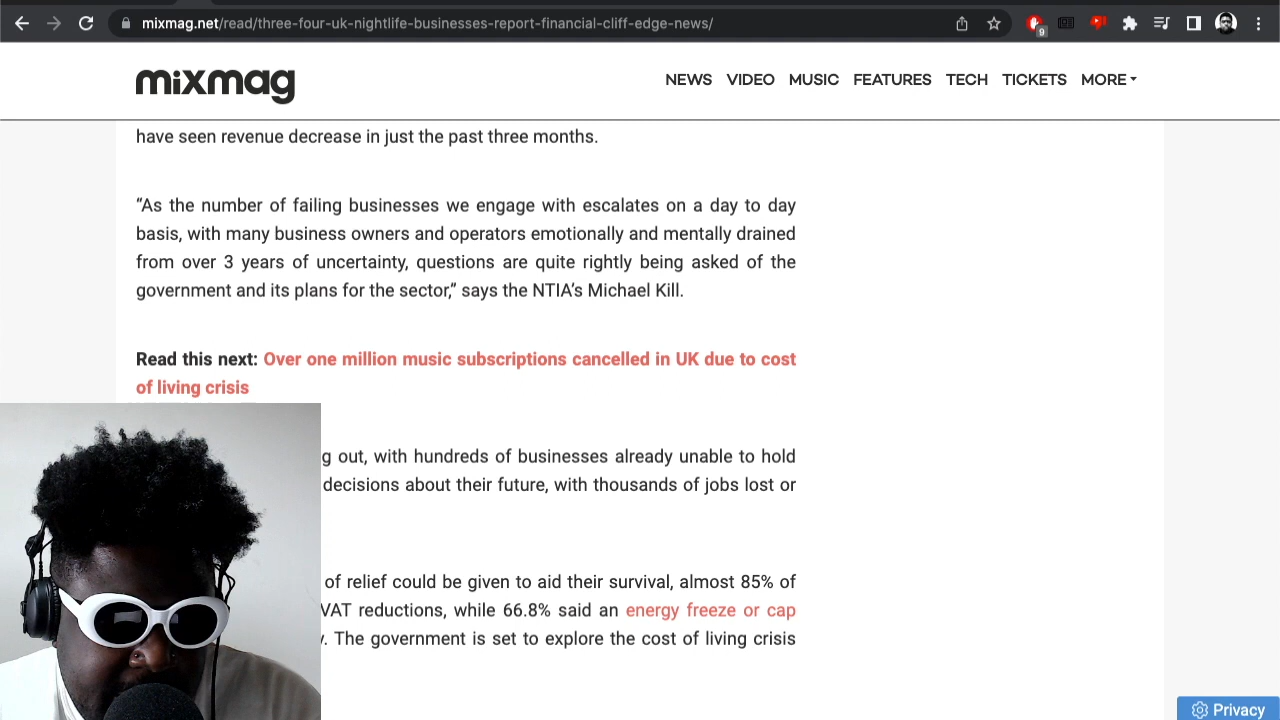 mixmag.net/read/three-four-uk-nightlife-businesses-report-financial-cliff-edge-news/
9
mixmag
NEWS VIDEO MUSIC FEATURES TECH TICKETS MORE
have seen revenue decrease in just the past three months.
“As the number of failing businesses we engage with escalates on a day to day
basis, with many business owners and operators emotionally and mentally drained
from over 3 years of uncertainty, questions are quite rightly being asked of the
government and its plans for the sector,” says the NTIA’s Michael Kill.
Read this next: Over one million music subscriptions cancelled in UK due to cost
of living crisis
g out, with hundreds of businesses already unable to hold
decisions about their future, with thousands of jobs lost or
of relief could be given to aid their survival, almost 85% of
VAT reductions, while 66.8% said an energy freeze or cap
. The government is set to explore the cost of living crisis
Privacy